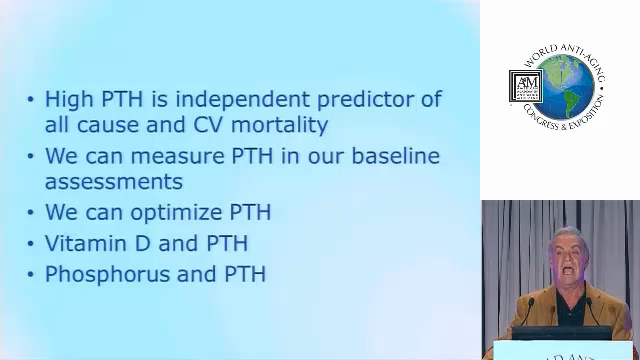 • High PTH is independent predictor of
all cause and CV mortality
• We can measure PTH in our baseline
assessments
• We can optimize PTH
• Vitamin D and PTH
• Phosphorus and PTH
WORLD ANTI-AGING
CONGRESS & EXPOSITION